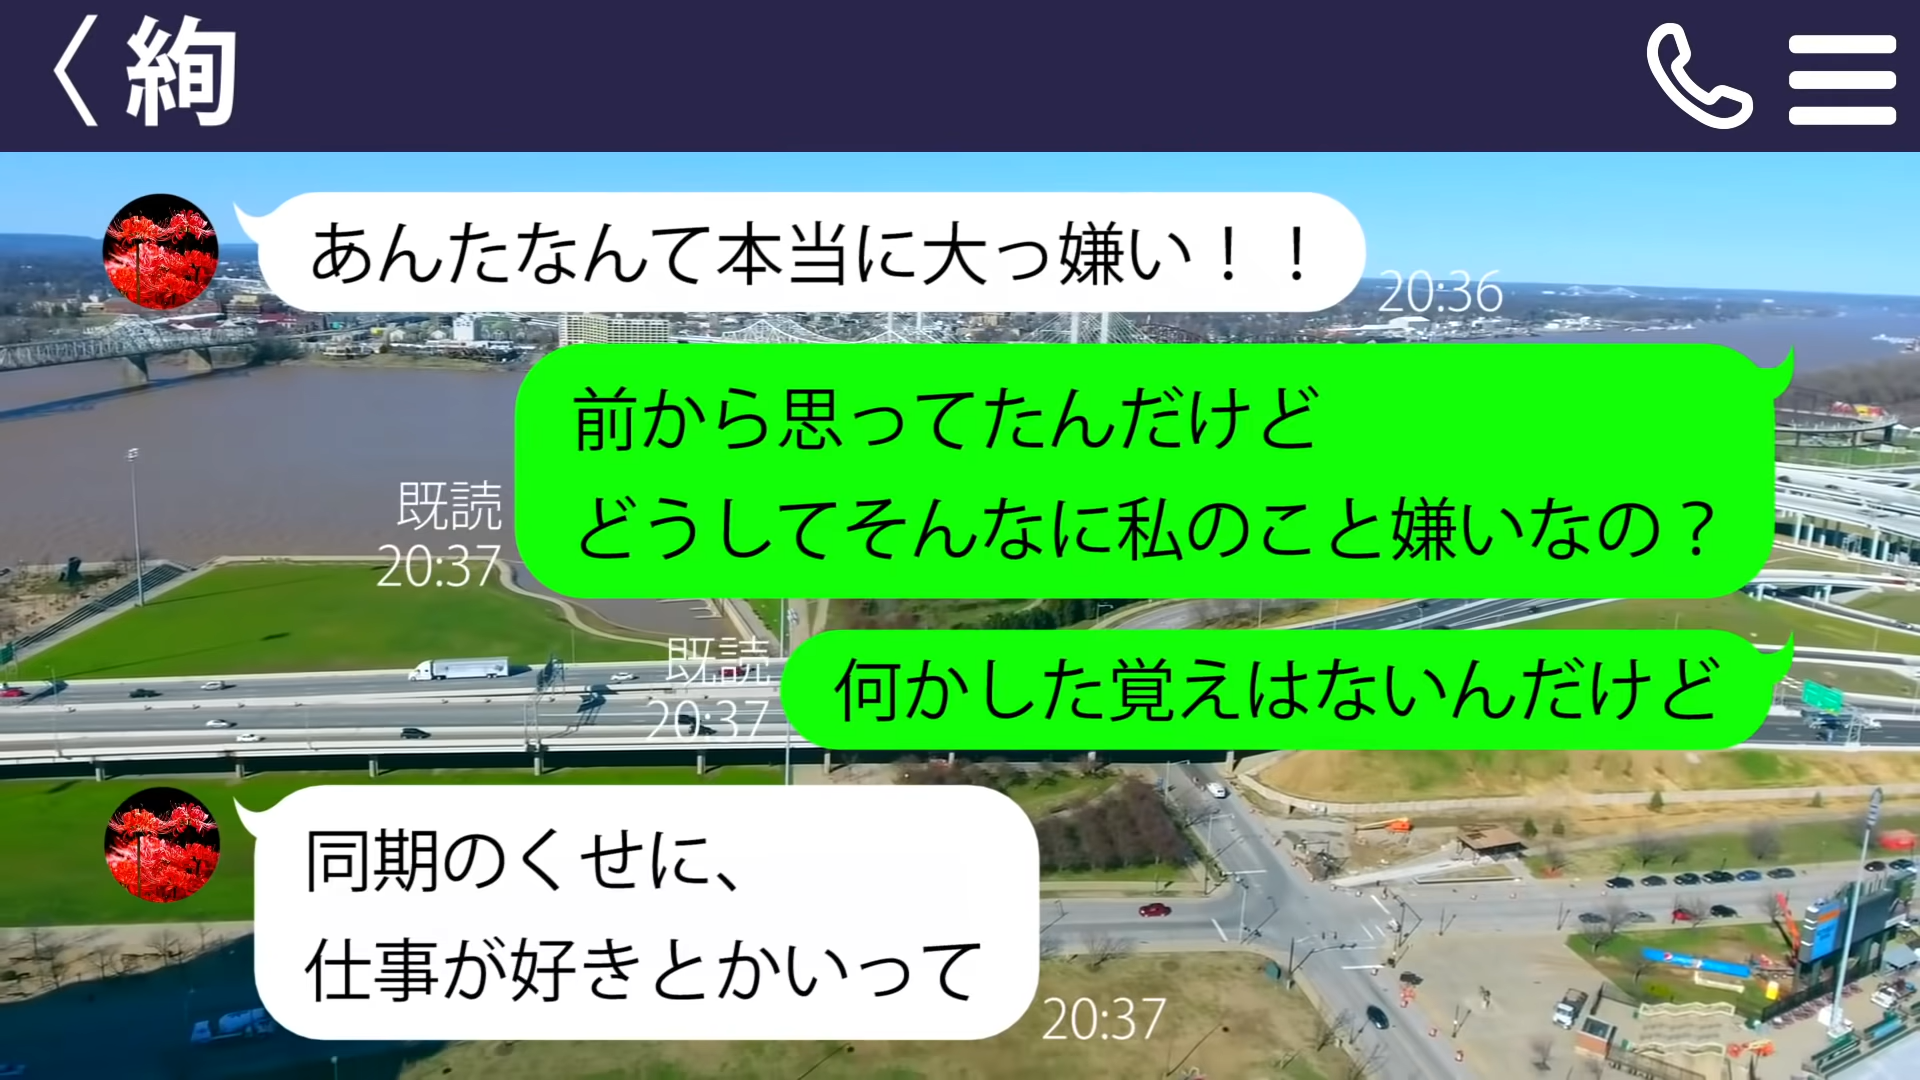 絢
あんたなんて本当に大っ嫌い！！
20:36
前から思ってたんだけど
どうしてそんなに私のこと嫌いなの？
既読
20:37
何かした覚えはないんだけど
既読
20:37
同期のくせに、
仕事が好きとかいって
20:37